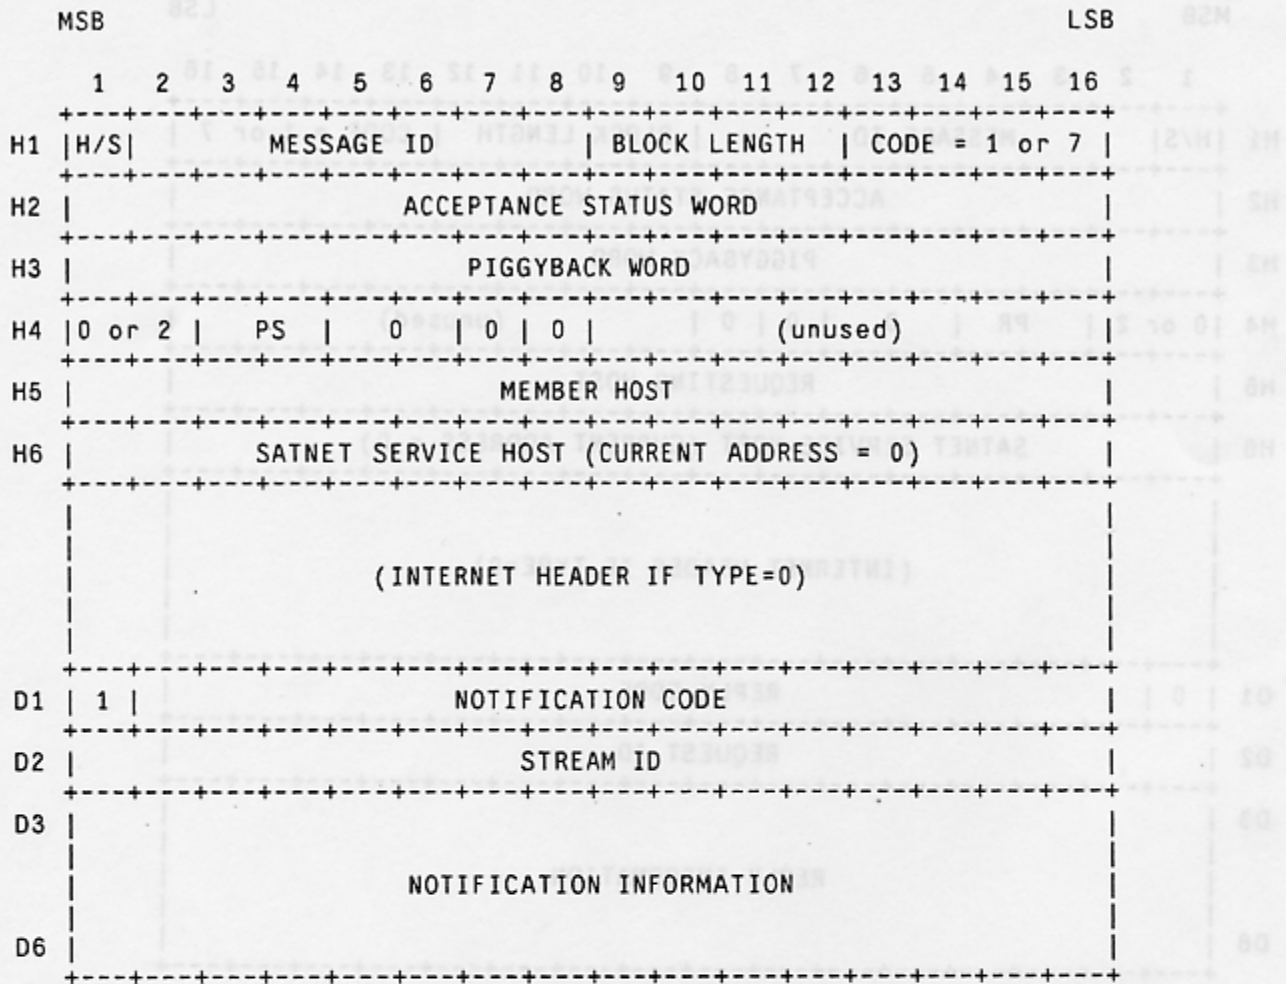 MSB LSB
1 2 3 4 5 6 7 8 9 10 11 12 13 14 15 16
H1 |H/S| MESSAGE ID | BLOCK LENGTH | CODE = 1 or 7 |
H2 | ACCEPTANCE STATUS WORD |
H3 | PIGGYBACK WORD |
H4 |0 or 2 | PS | 0 | 0 | 0 | (unused) |
H5 | MEMBER HOST |
H6 | SATNET SERVICE HOST (CURRENT ADDRESS = 0) |
(INTERNET HEADER IF TYPE=0)
D1 | 1 | NOTIFICATION CODE |
D2 | STREAM ID |
D3
NOTIFICATION INFORMATION
D6